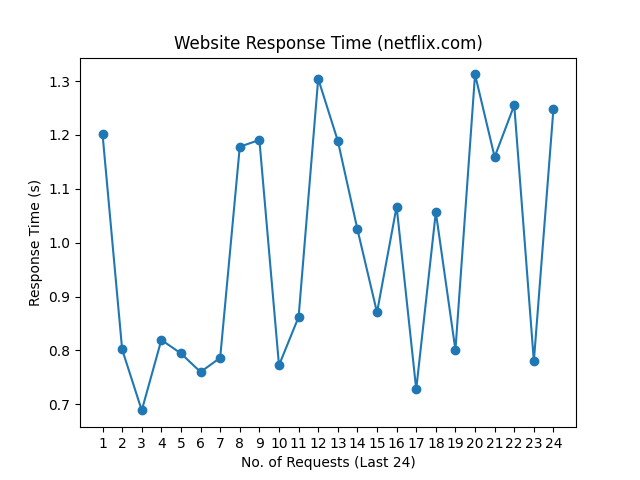 Website Response Time (netflix.com)
1.3
1.2
1.1
1.0
0.9
0.8
0.7
Response Time (s)
1 2 3 4 5 6 7 8 9 10 11 12 13 14 15 16 17 18 19 20 21 22 23 24
No. of Requests (Last 24)